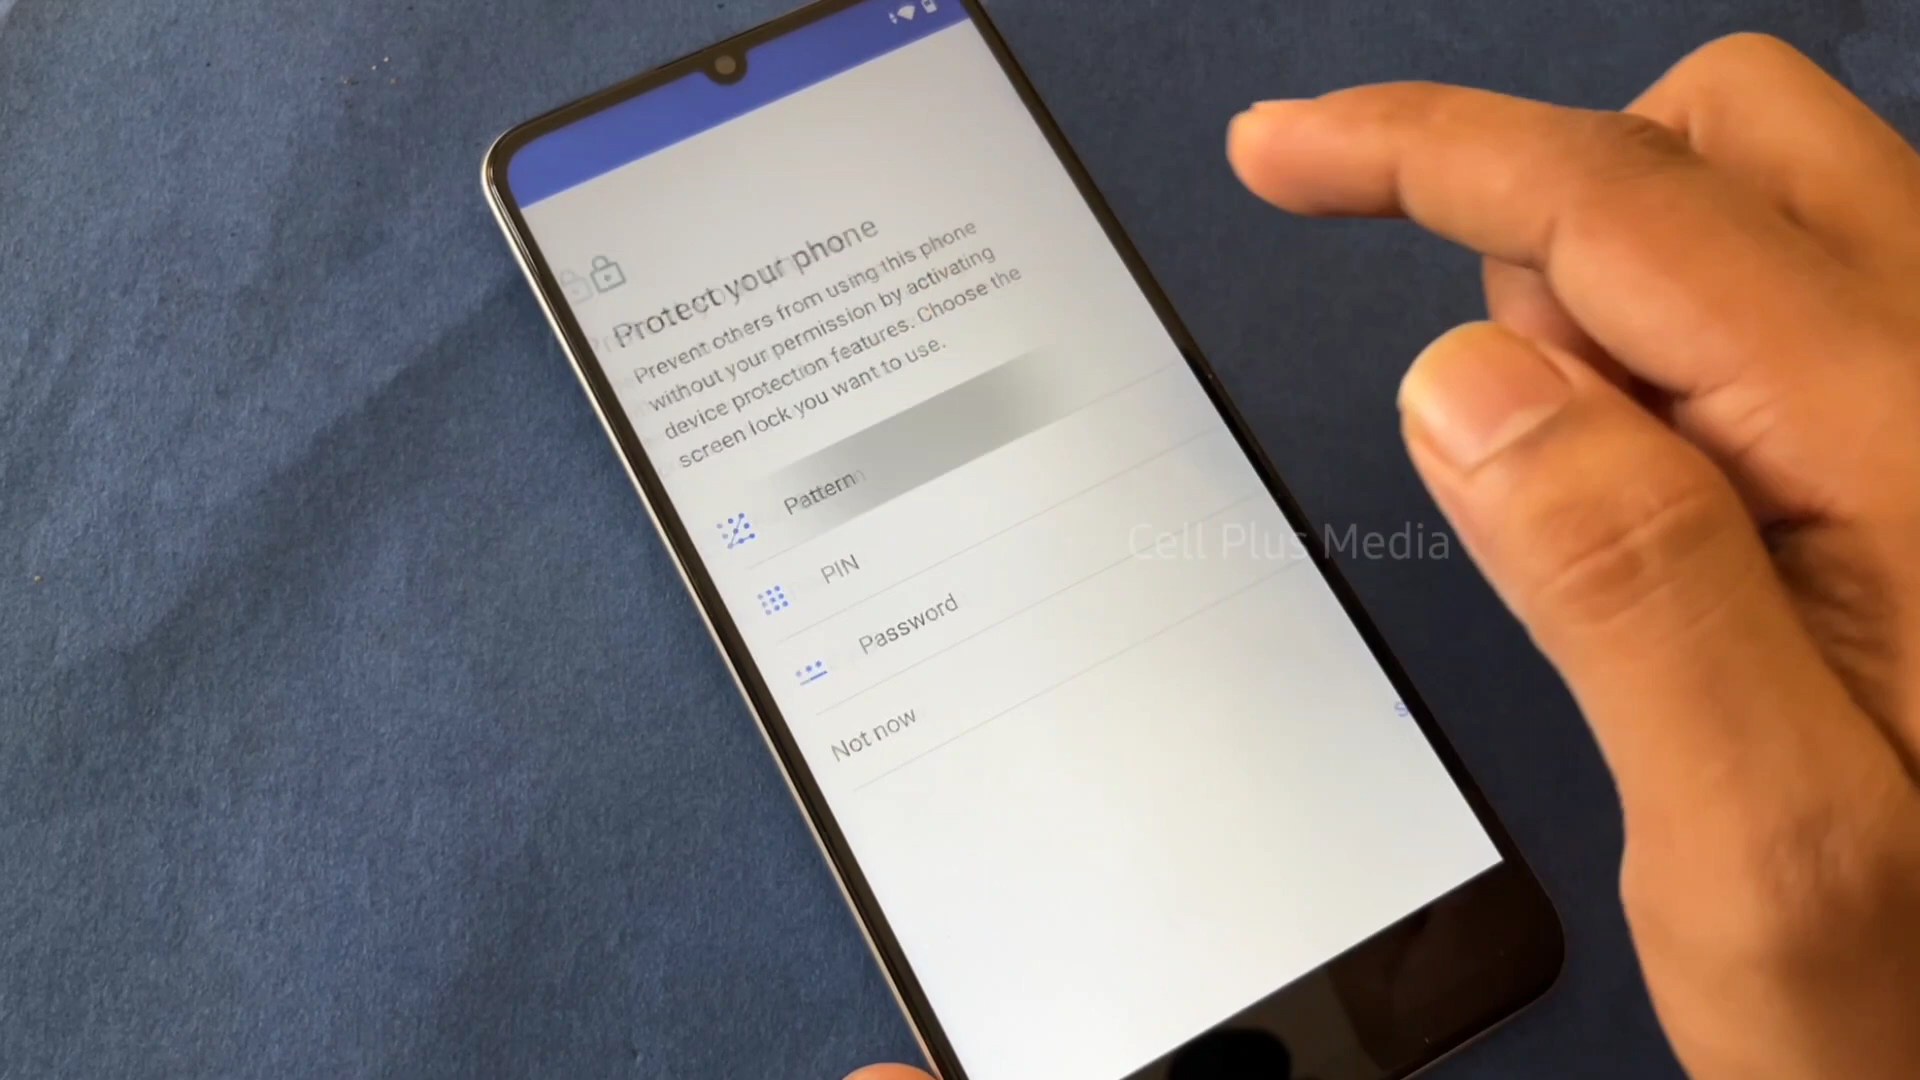 Protect your phone
Prevent others from using this phone
without your permission by activating
device protection features. Choose the
screen lock you want to use.
Pattern
PIN
Password
Not now
S
Cell Plus Media